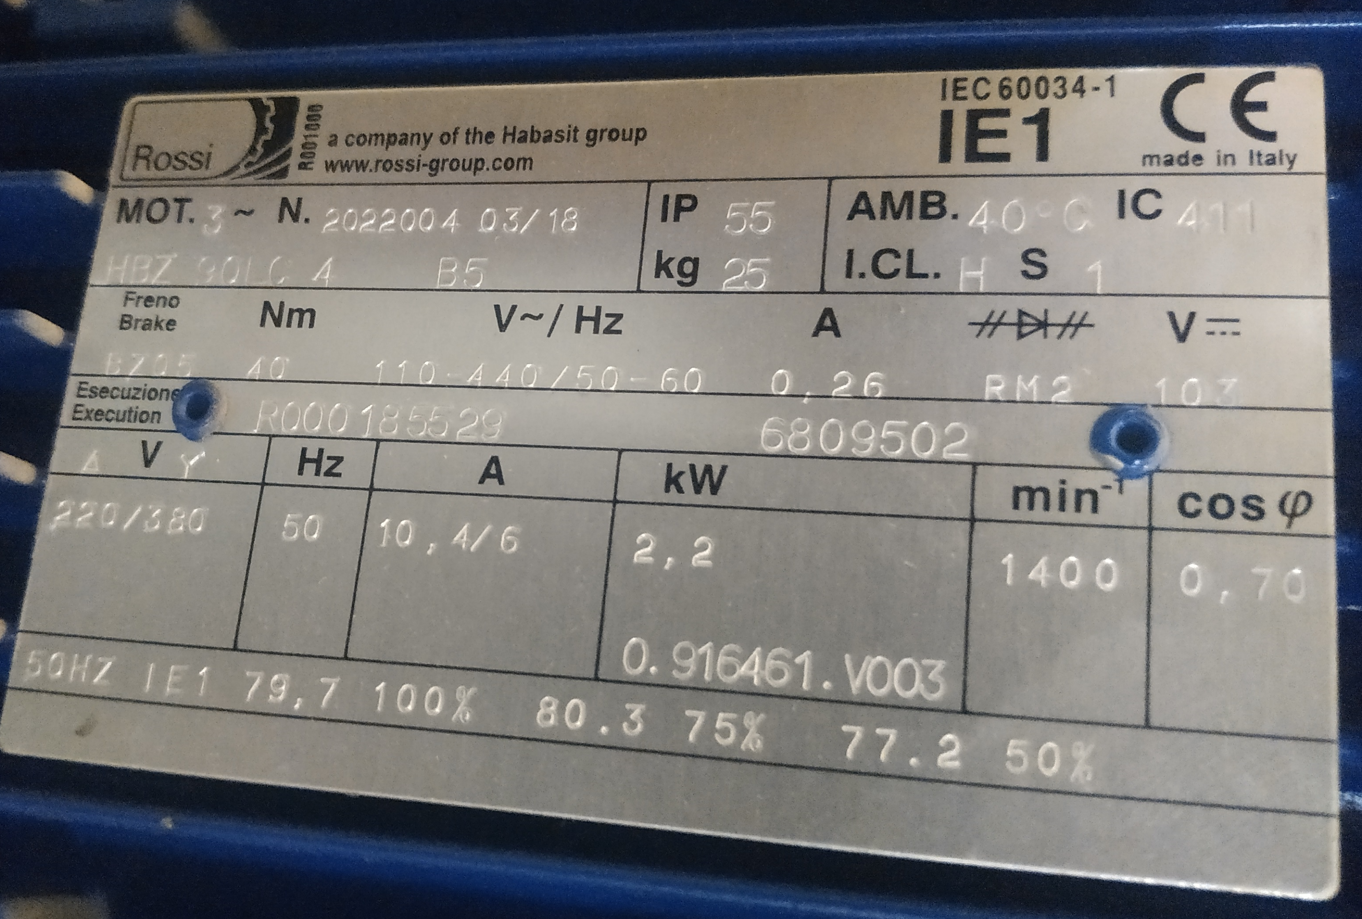 Rossi
R001000
a company of the Habasit group
www.rossi-group.com
IEC 60034-1
IE1
CE
made in Italy
MOT. 3 ~ N. 2022004 03/18
IP 55
AMB. 40°C IC 411
HBZ 90LC 4 B5
kg 25
I.CL. H S 1
Freno
Brake
Nm V~/ Hz A V
BZ05 40 110-440/50-60 0,26 RM2 103
Esecuzione
Execution
R000185529 6809502
Δ V Y Hz A kW min⁻¹ cos φ
220/380 50 10,4/6 2,2 1400 0,70
0.916461.V003
50HZ IE1 79,7 100% 80.3 75% 77.2 50%